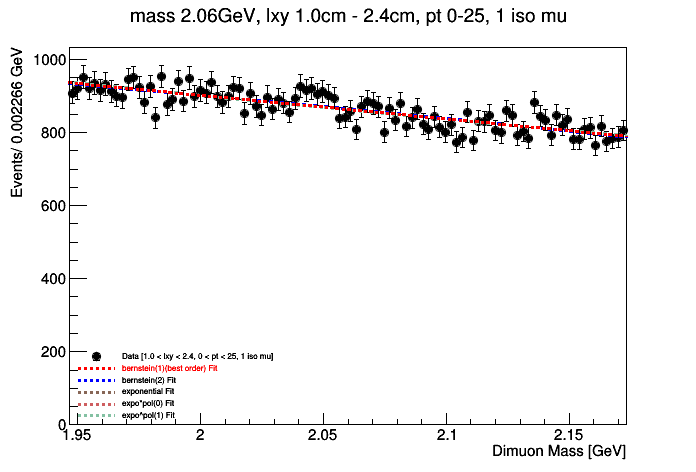 mass 2.06GeV, lxy 1.0cm - 2.4cm, pt 0-25, 1 iso mu
Events/ 0.002266 GeV
1000
800
600
400
200
0
Data [1.0 < lxy < 2.4, 0 < pt < 25, 1 iso mu]
bernstein(1)(best order) Fit
bernstein(2) Fit
exponential Fit
expo*pol(0) Fit
expo*pol(1) Fit
1.95 2 2.05 2.1 2.15
Dimuon Mass [GeV]